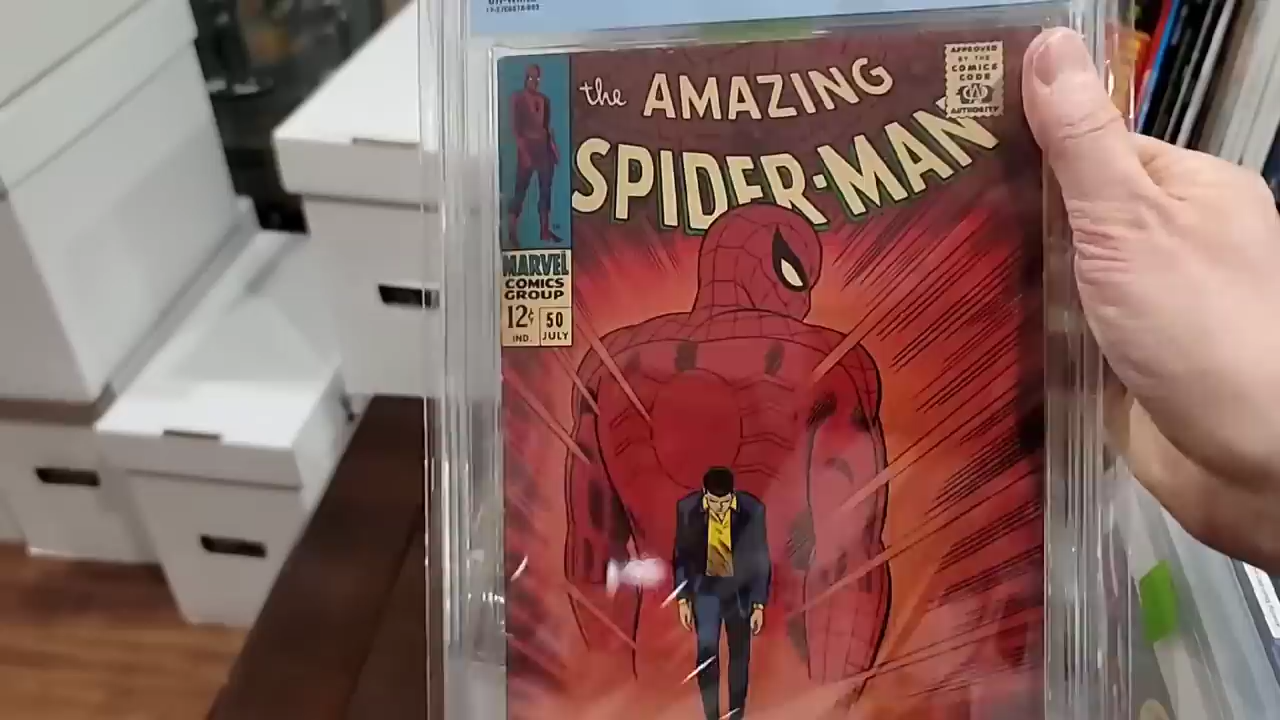 the AMAZING
SPIDER-MAN
APPROVED
BY THE
COMICS
CODE
CA
AUTHORITY
MARVEL
COMICS
GROUP
12¢
IND.
50
JULY